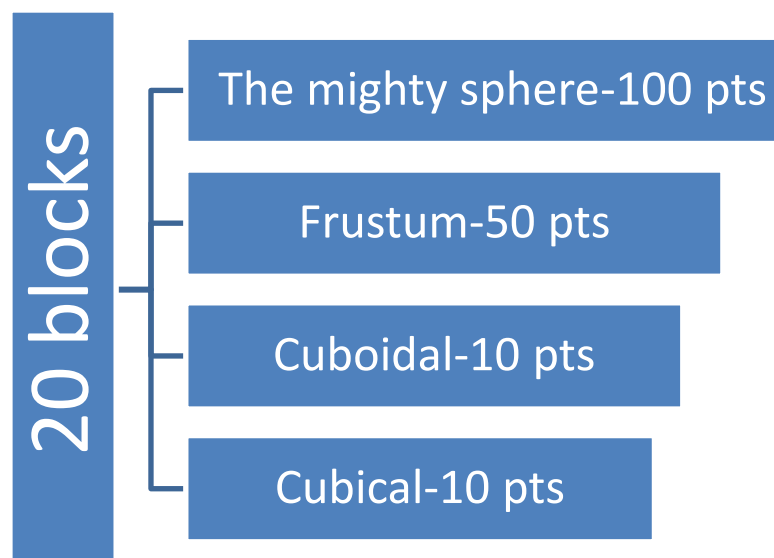 20 blocks
The mighty sphere-100 pts
Frustum-50 pts
Cuboidal-10 pts
Cubical-10 pts